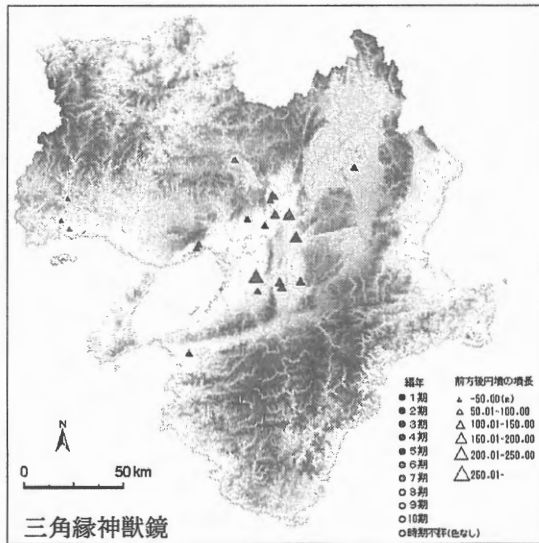 編年
● 1期
● 2期
● 3期
● 4期
● 5期
○ 6期
○ 7期
○ 8期
○ 9期
○ 10期
○ 時期不詳(色なし)
前方後円墳の墳長
▲ -50.00(m)
△ 50.01-100.00
△ 100.01-150.00
△ 150.01-200.00
△ 200.01-250.00
△ 250.01-
N
0 50km
三角縁神獣鏡